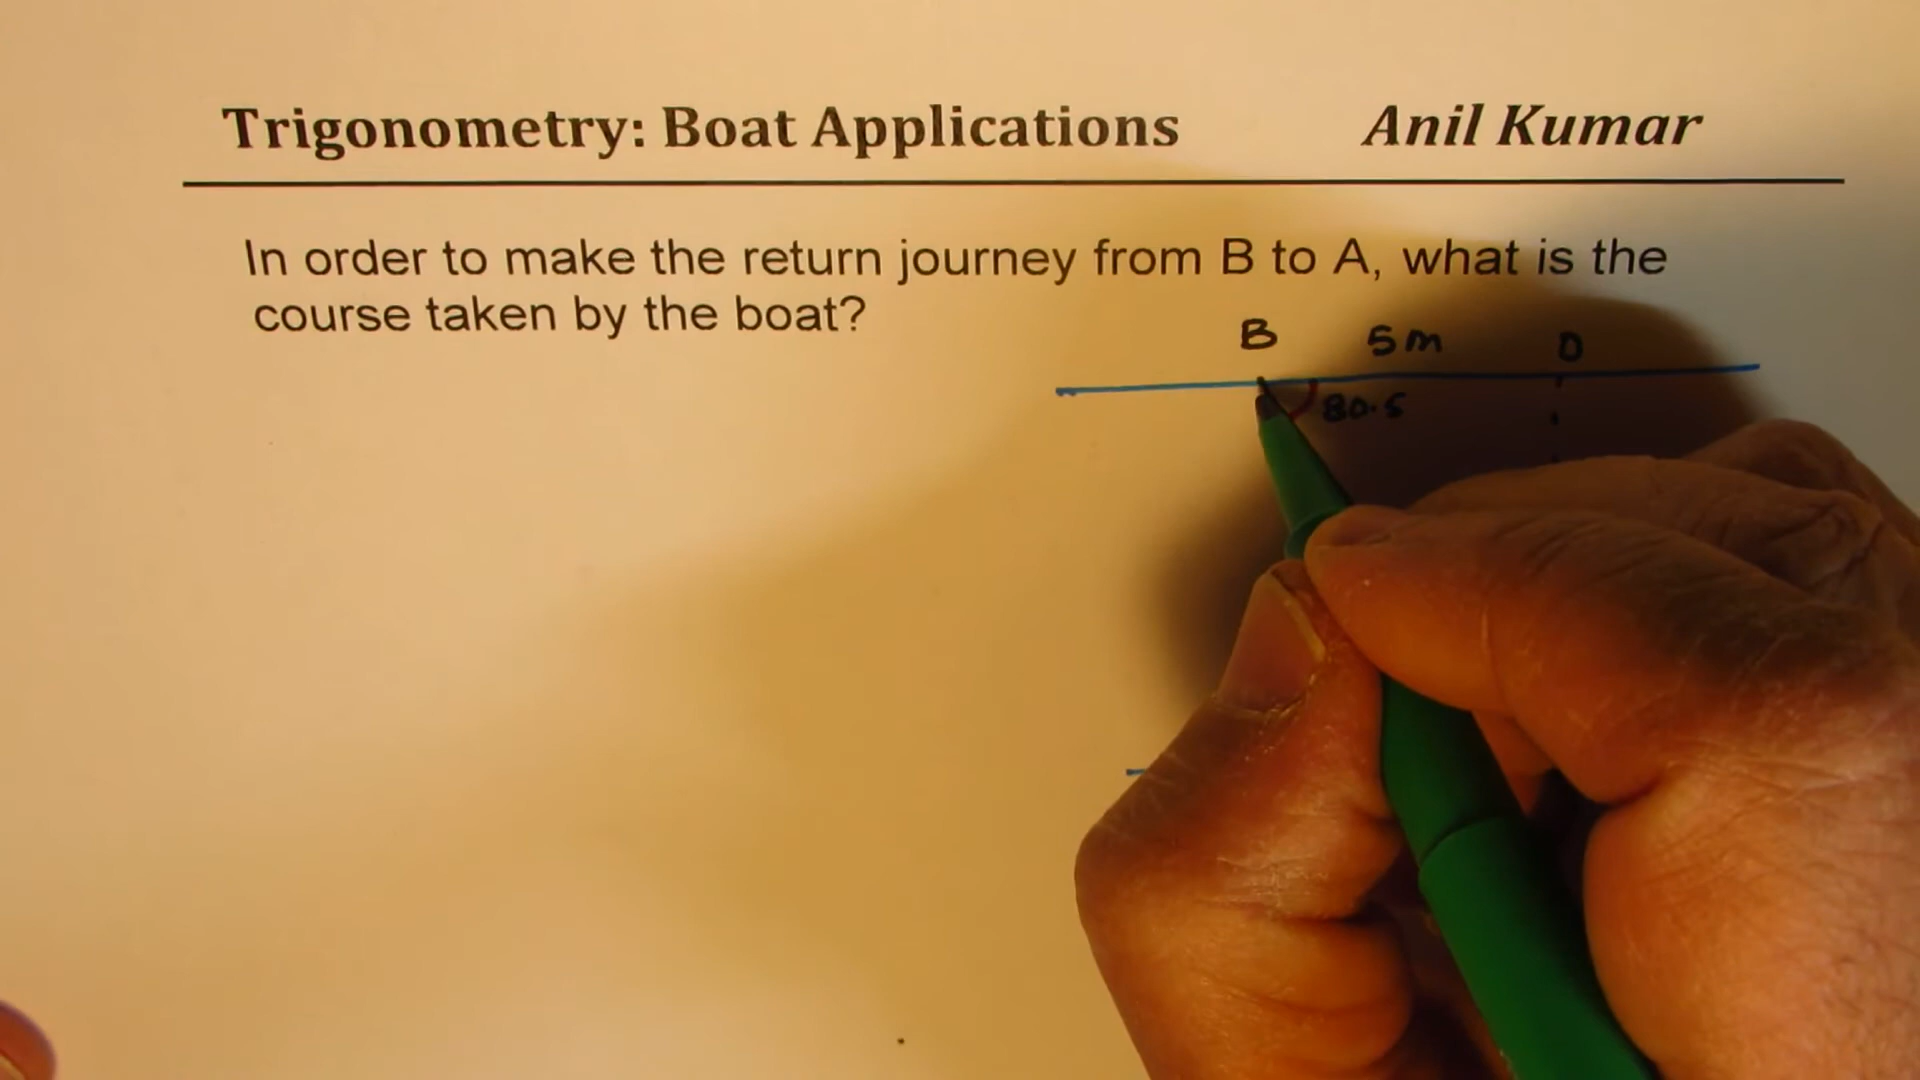 Trigonometry: Boat Applications Anil Kumar
In order to make the return journey from B to A, what is the
course taken by the boat?
B 5m D
80.5